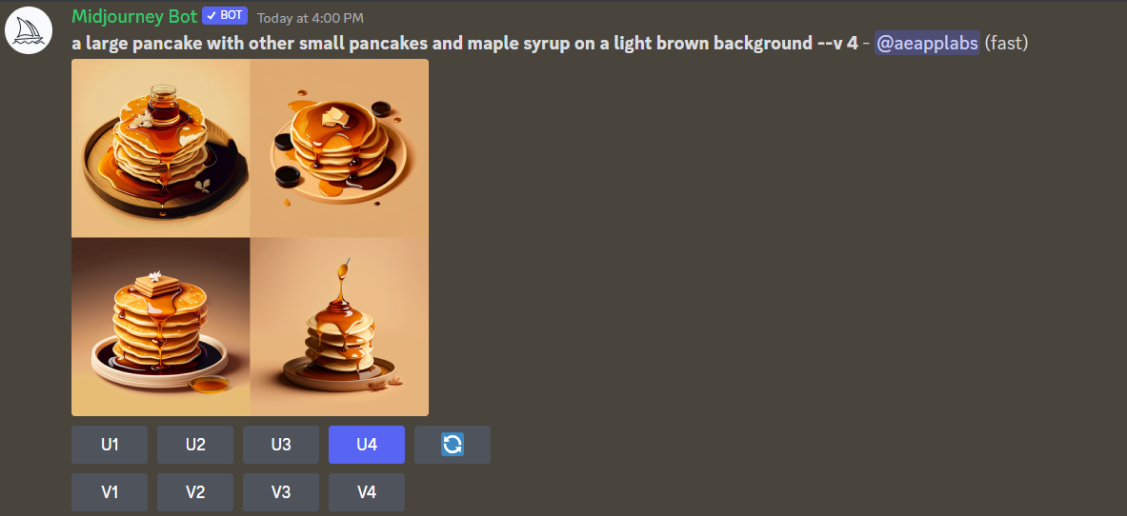 Midjourney Bot ✓ BOT Today at 4:00 PM
a large pancake with other small pancakes and maple syrup on a light brown background --v 4 - @aeapplabs (fast)
U1 U2 U3 U4
V1 V2 V3 V4